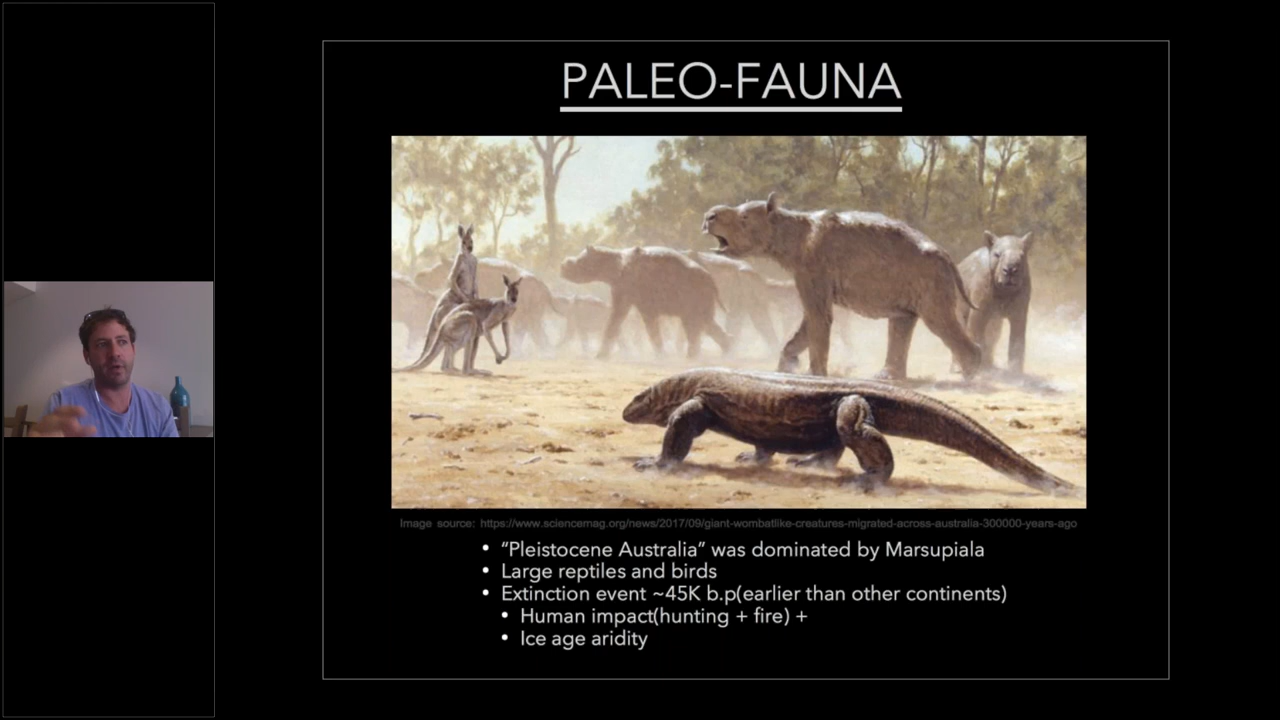 PALEO-FAUNA
Image source: https://www.sciencemag.org/news/2017/09/giant-wombatlike-creatures-migrated-across-australia-300000-years-ago
• “Pleistocene Australia” was dominated by Marsupiala
• Large reptiles and birds
• Extinction event ~45K b.p(earlier than other continents)
• Human impact(hunting + fire) +
• Ice age aridity